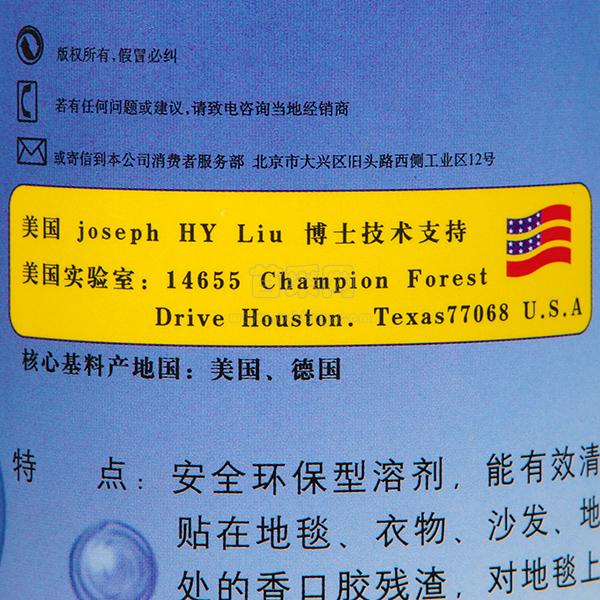 版权所有,假冒必纠
若有任何问题或建议,请致电咨询当地经销商
或寄信到本公司消费者服务部 北京市大兴区旧头路西侧工业区12号
美国 joseph HY Liu 博士技术支持
美国实验室：14655 Champion Forest
Drive Houston. Texas77068 U.S.A
核心基料产地国：美国、德国
特 点：安全环保型溶剂，能有效清
贴在地毯、衣物、沙发、地
处的香口胶残渣，对地毯上